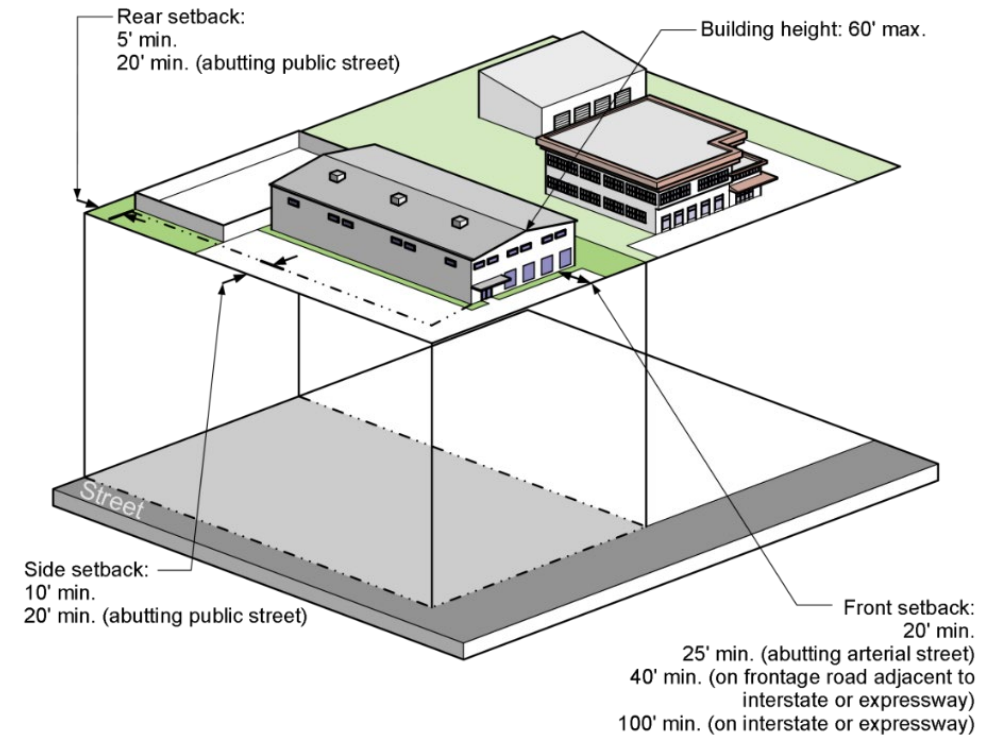 Rear setback:
5' min.
20' min. (abutting public street)
Building height: 60' max.
Street
Side setback:
10' min.
20' min. (abutting public street)
Front setback:
20' min.
25' min. (abutting arterial street)
40' min. (on frontage road adjacent to
interstate or expressway)
100' min. (on interstate or expressway)